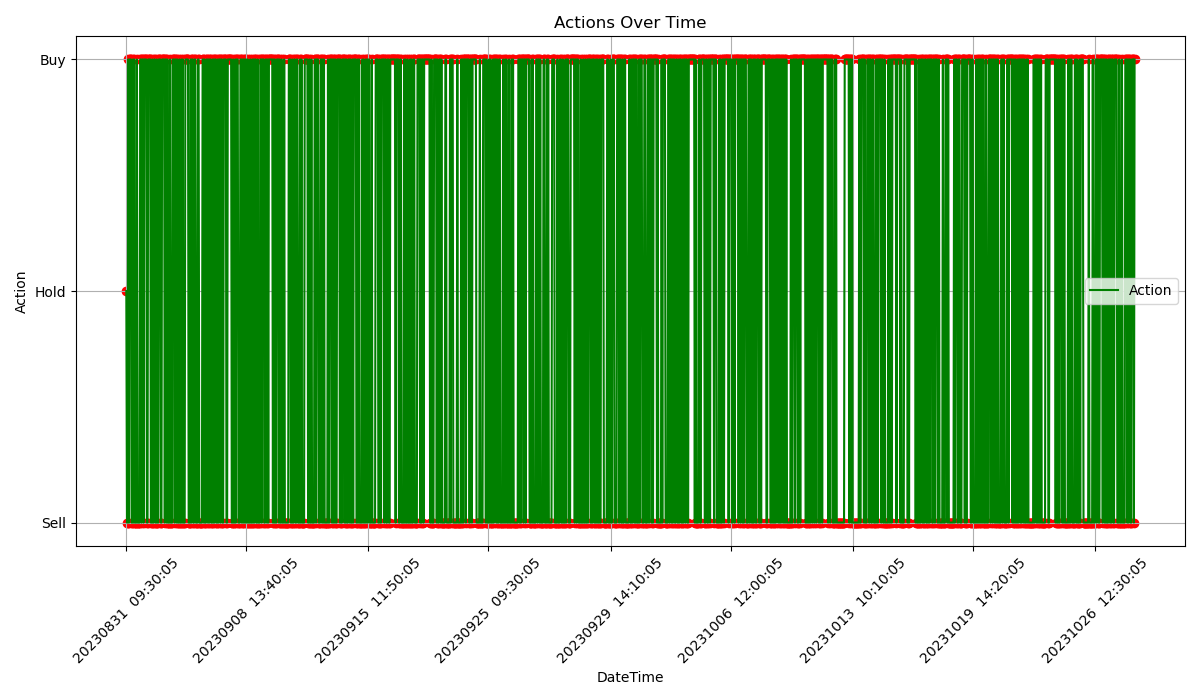 Actions Over Time
Buy
Hold
Sell
Action
Action
20230831 09:30:05
20230908 13:40:05
20230915 11:50:05
20230925 09:30:05
20230929 14:10:05
20231006 12:00:05
20231013 10:10:05
20231019 14:20:05
20231026 12:30:05
DateTime